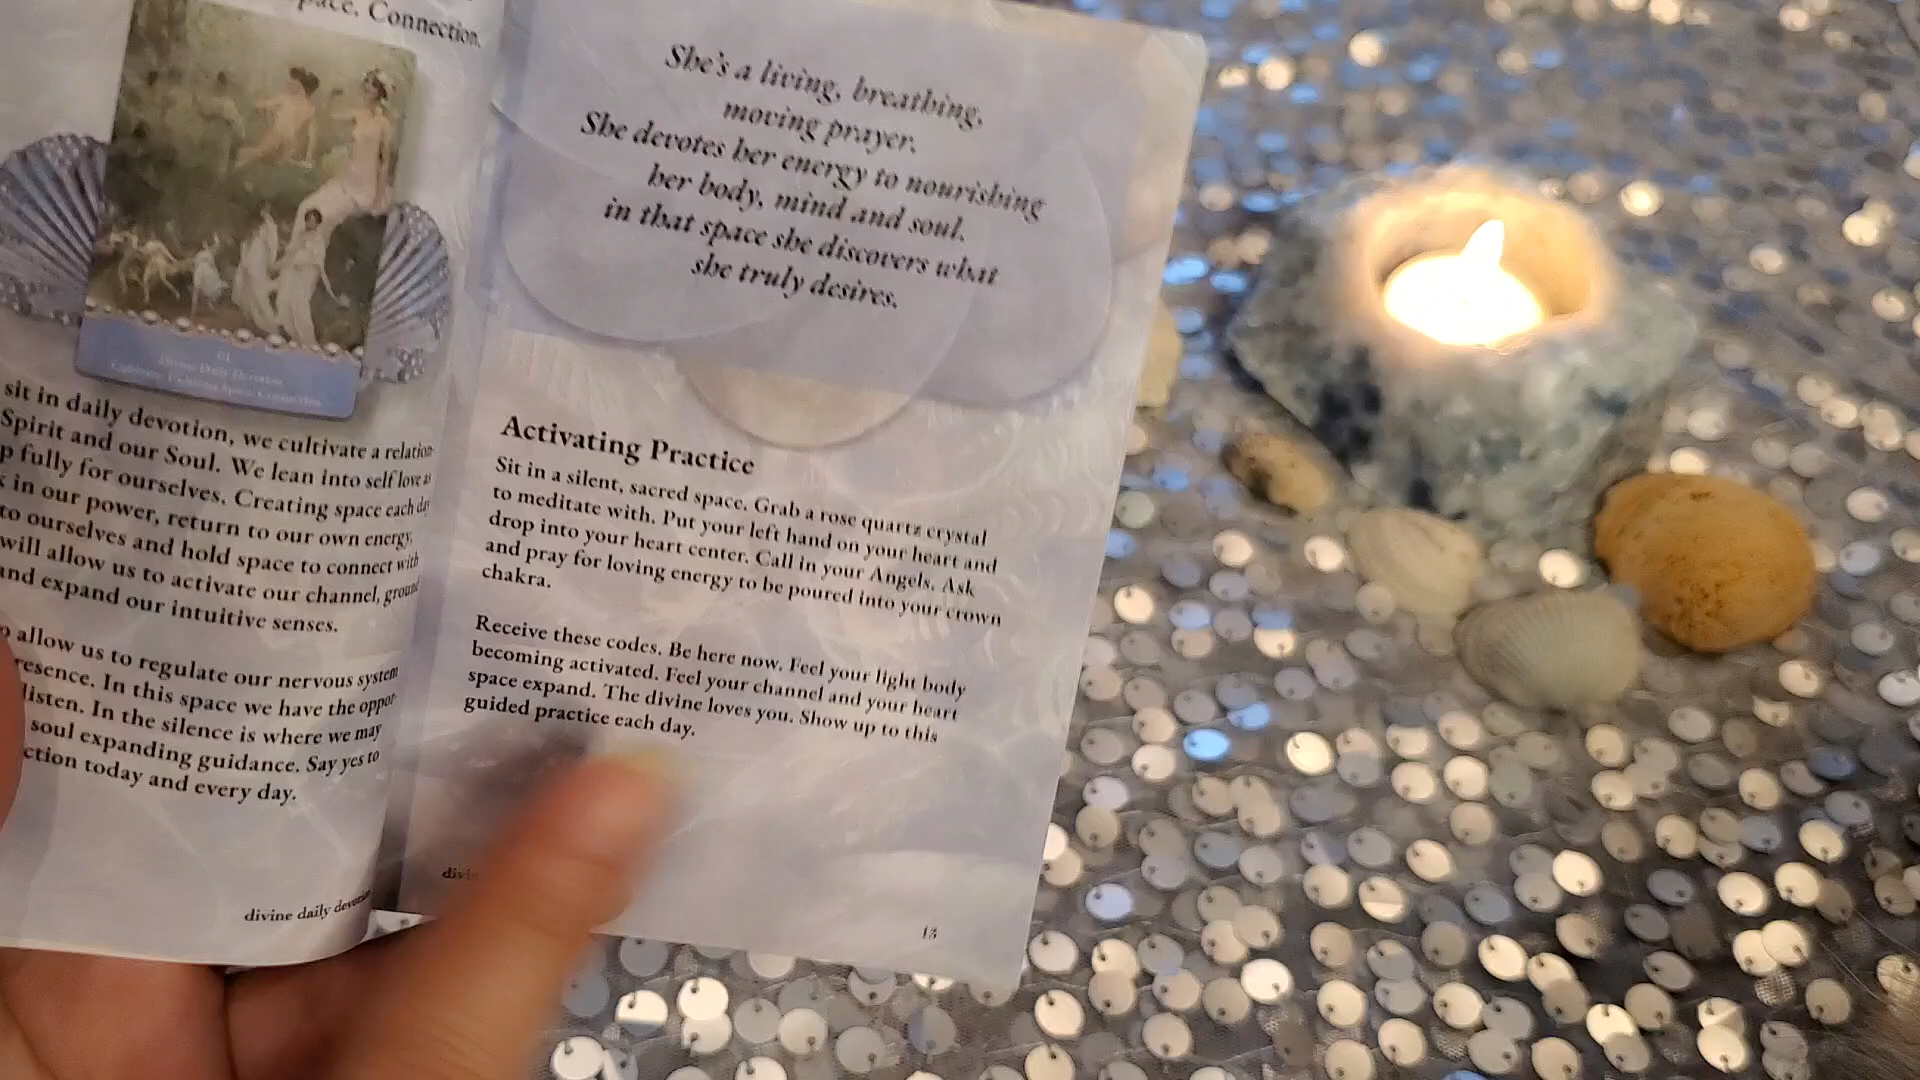 pace. Connection.
01
Divine Daily Devotion
sit in daily devotion, we cultivate a relation-
Spirit and our Soul. We lean into self love as
p fully for ourselves. Creating space each day
in our power, return to our own energy,
to ourselves and hold space to connect with
will allow us to activate our channel, ground
and expand our intuitive senses.
allow us to regulate our nervous system
resence. In this space we have the oppor-
listen. In the silence is where we may
soul expanding guidance. Say yes to
ction today and every day.
divine daily devotion
She's a living, breathing,
moving prayer.
She devotes her energy to nourishing
her body, mind and soul.
in that space she discovers what
she truly desires.
Activating Practice
Sit in a silent, sacred space. Grab a rose quartz crystal
to meditate with. Put your left hand on your heart and
drop into your heart center. Call in your Angels. Ask
and pray for loving energy to be poured into your crown
chakra.
Receive these codes. Be here now. Feel your light body
becoming activated. Feel your channel and your heart
space expand. The divine loves you. Show up to this
guided practice each day.
divi
13